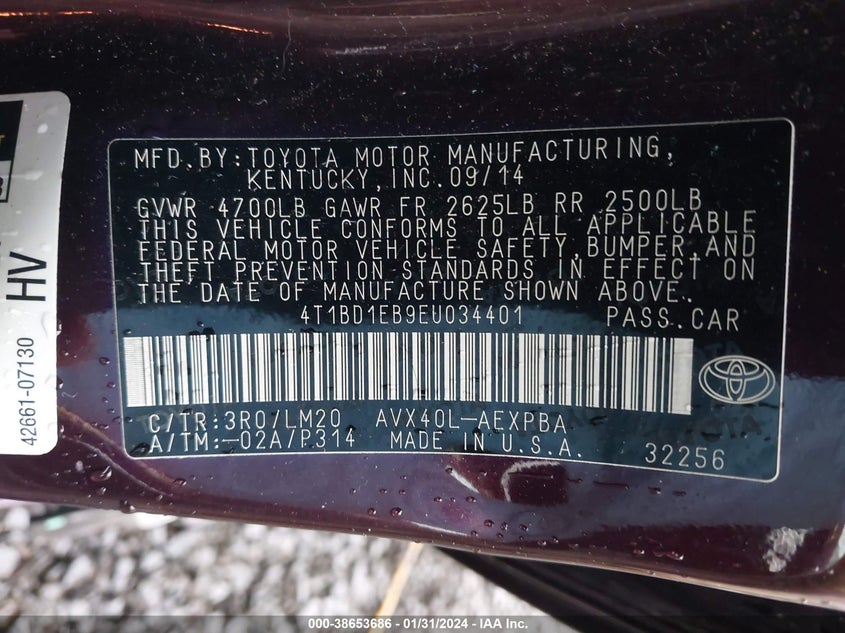 MFD.BY:TOYOTA MOTOR MANUFACTURING,
KENTUCKY,INC.09/14
GVWR 4700LB GAWR FR 2625LB RR 2500LB
THIS VEHICLE CONFORMS TO ALL APPLICABLE
FEDERAL MOTOR VEHICLE SAFETY,BUMPER,AND
THEFT PREVENTION STANDARDS IN EFFECT ON
THE DATE OF MANUFACTURE SHOWN ABOVE.
4T1BD1EB9EU034401 PASS.CAR
C/TR:3R0/LM20 AVX40L-AEXPBA
A/TM:-02A/P314 MADE IN U.S.A. 32256
HV
42661-07130
000-38653686 - 01/31/2024 - IAA Inc.